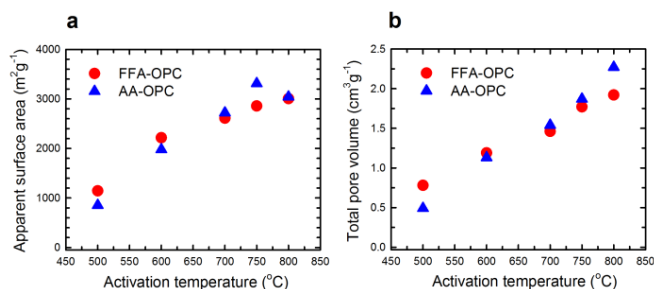 a
Apparent surface area (m²g⁻¹)
4000
3000
2000
1000
0
FFA-OPC
AA-OPC
450 500 550 600 650 700 750 800 850
Activation temperature (°C)
b
Total pore volume (cm³g⁻¹)
2.5
2.0
1.5
1.0
0.5
0.0
FFA-OPC
AA-OPC
450 500 550 600 650 700 750 800 850
Activation temperature (°C)